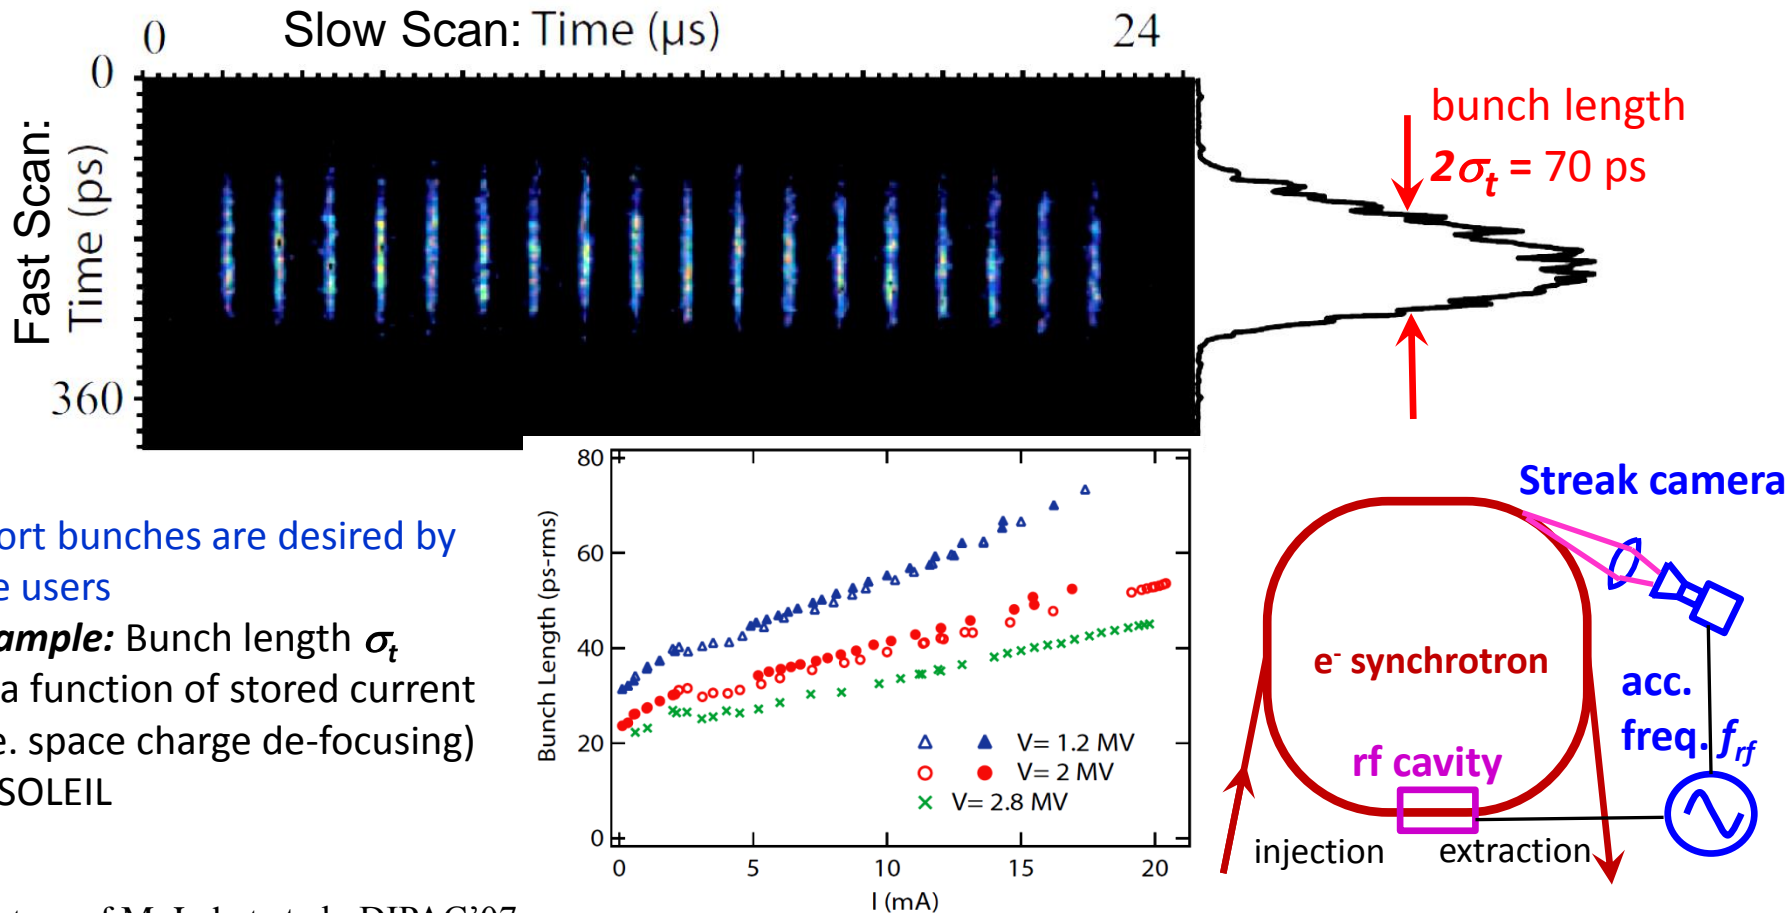 0 Slow Scan: Time (μs) 24
0
Fast Scan:
Time (ps)
360
bunch length
2σt = 70 ps
ort bunches are desired by
e users
ample: Bunch length σt
a function of stored current
e. space charge de-focusing)
SOLEIL
80
60
40
20
0
Bunch Length (ps-rms)
V= 1.2 MV
V= 2 MV
V= 2.8 MV
0 5 10 15 20
I (mA)
Streak camera
e- synchrotron
acc.
freq. frf
rf cavity
injection extraction